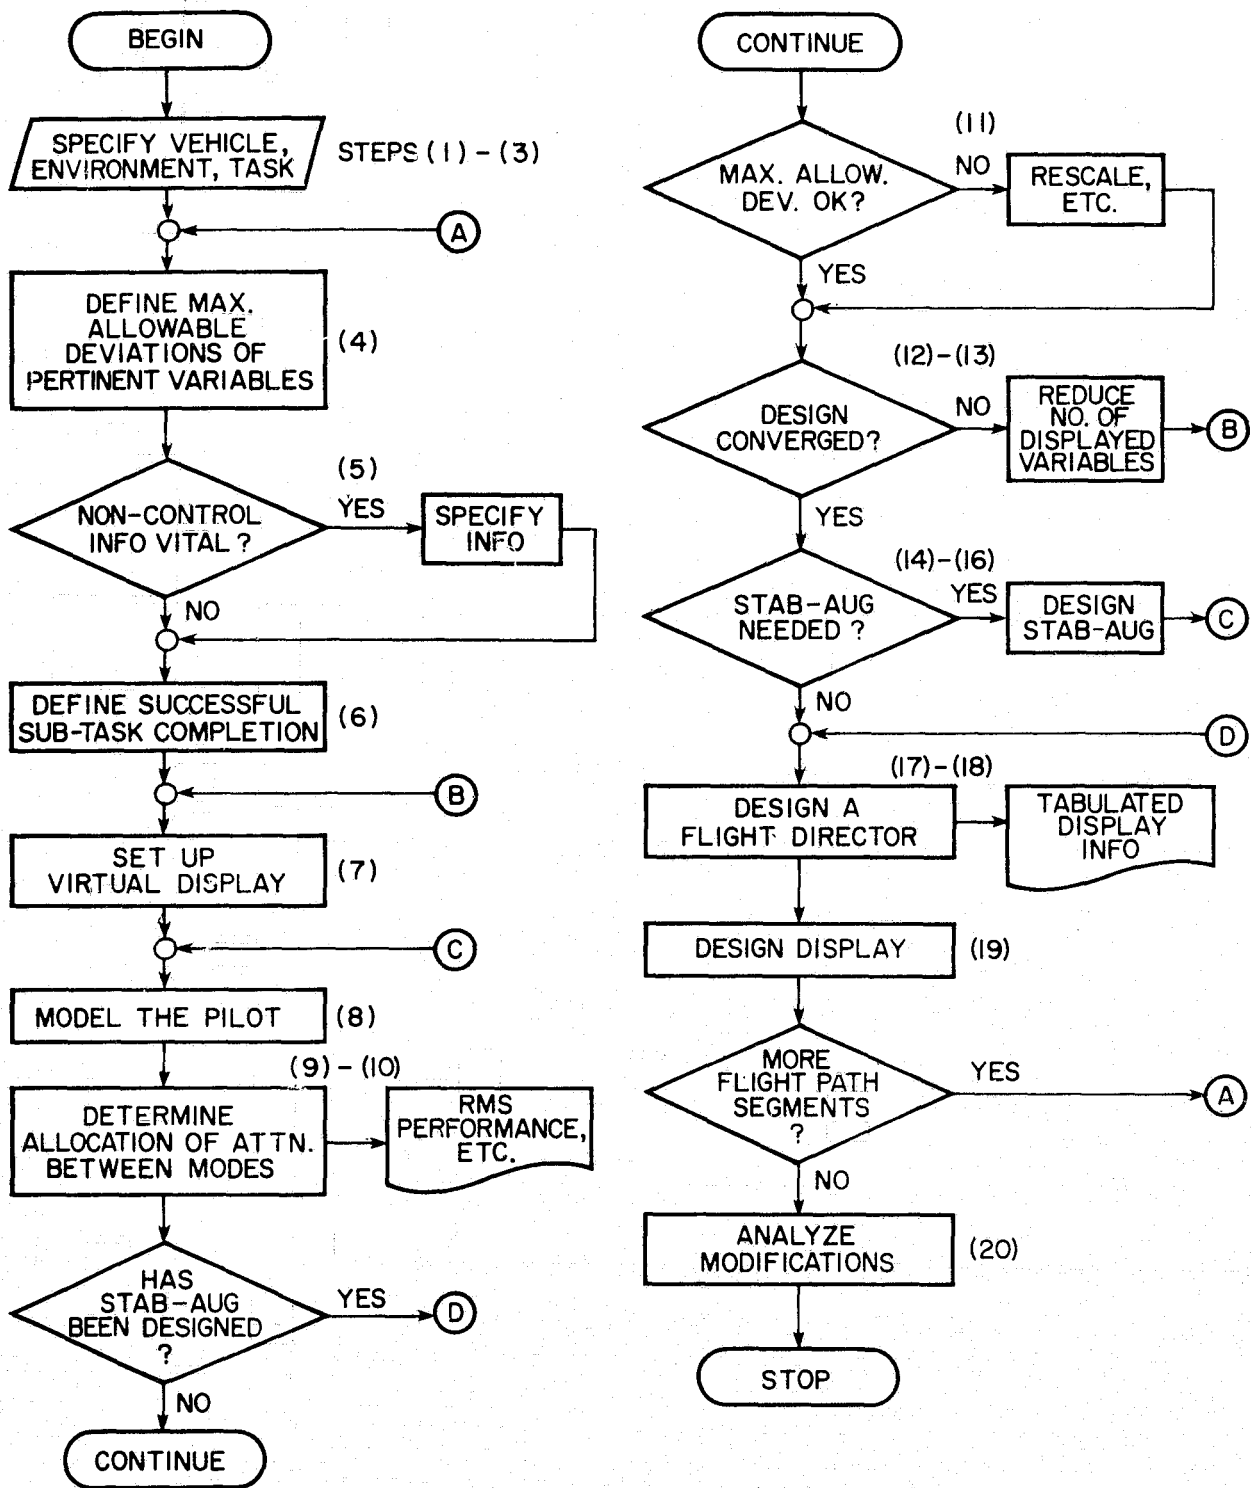 BEGIN
SPECIFY VEHICLE,
ENVIRONMENT, TASK
STEPS (1) - (3)
A
DEFINE MAX.
ALLOWABLE
DEVIATIONS OF
PERTINENT VARIABLES
(4)
(5)
NON-CONTROL
INFO VITAL ?
YES
SPECIFY
INFO
NO
DEFINE SUCCESSFUL
SUB-TASK COMPLETION
(6)
B
SET UP
VIRTUAL DISPLAY
(7)
C
MODEL THE PILOT
(8)
(9) - (10)
DETERMINE
ALLOCATION OF ATTN.
BETWEEN MODES
RMS
PERFORMANCE,
ETC.
HAS
STAB-AUG
BEEN DESIGNED
?
YES
D
NO
CONTINUE
CONTINUE
(11)
MAX. ALLOW.
DEV. OK?
NO
RESCALE,
ETC.
YES
(12)-(13)
DESIGN
CONVERGED?
NO
REDUCE
NO. OF
DISPLAYED
VARIABLES
B
YES
(14)-(16)
STAB-AUG
NEEDED ?
YES
DESIGN
STAB-AUG
C
NO
D
(17)-(18)
DESIGN A
FLIGHT DIRECTOR
TABULATED
DISPLAY
INFO
DESIGN DISPLAY
(19)
MORE
FLIGHT PATH
SEGMENTS
?
YES
A
NO
ANALYZE
MODIFICATIONS
(20)
STOP